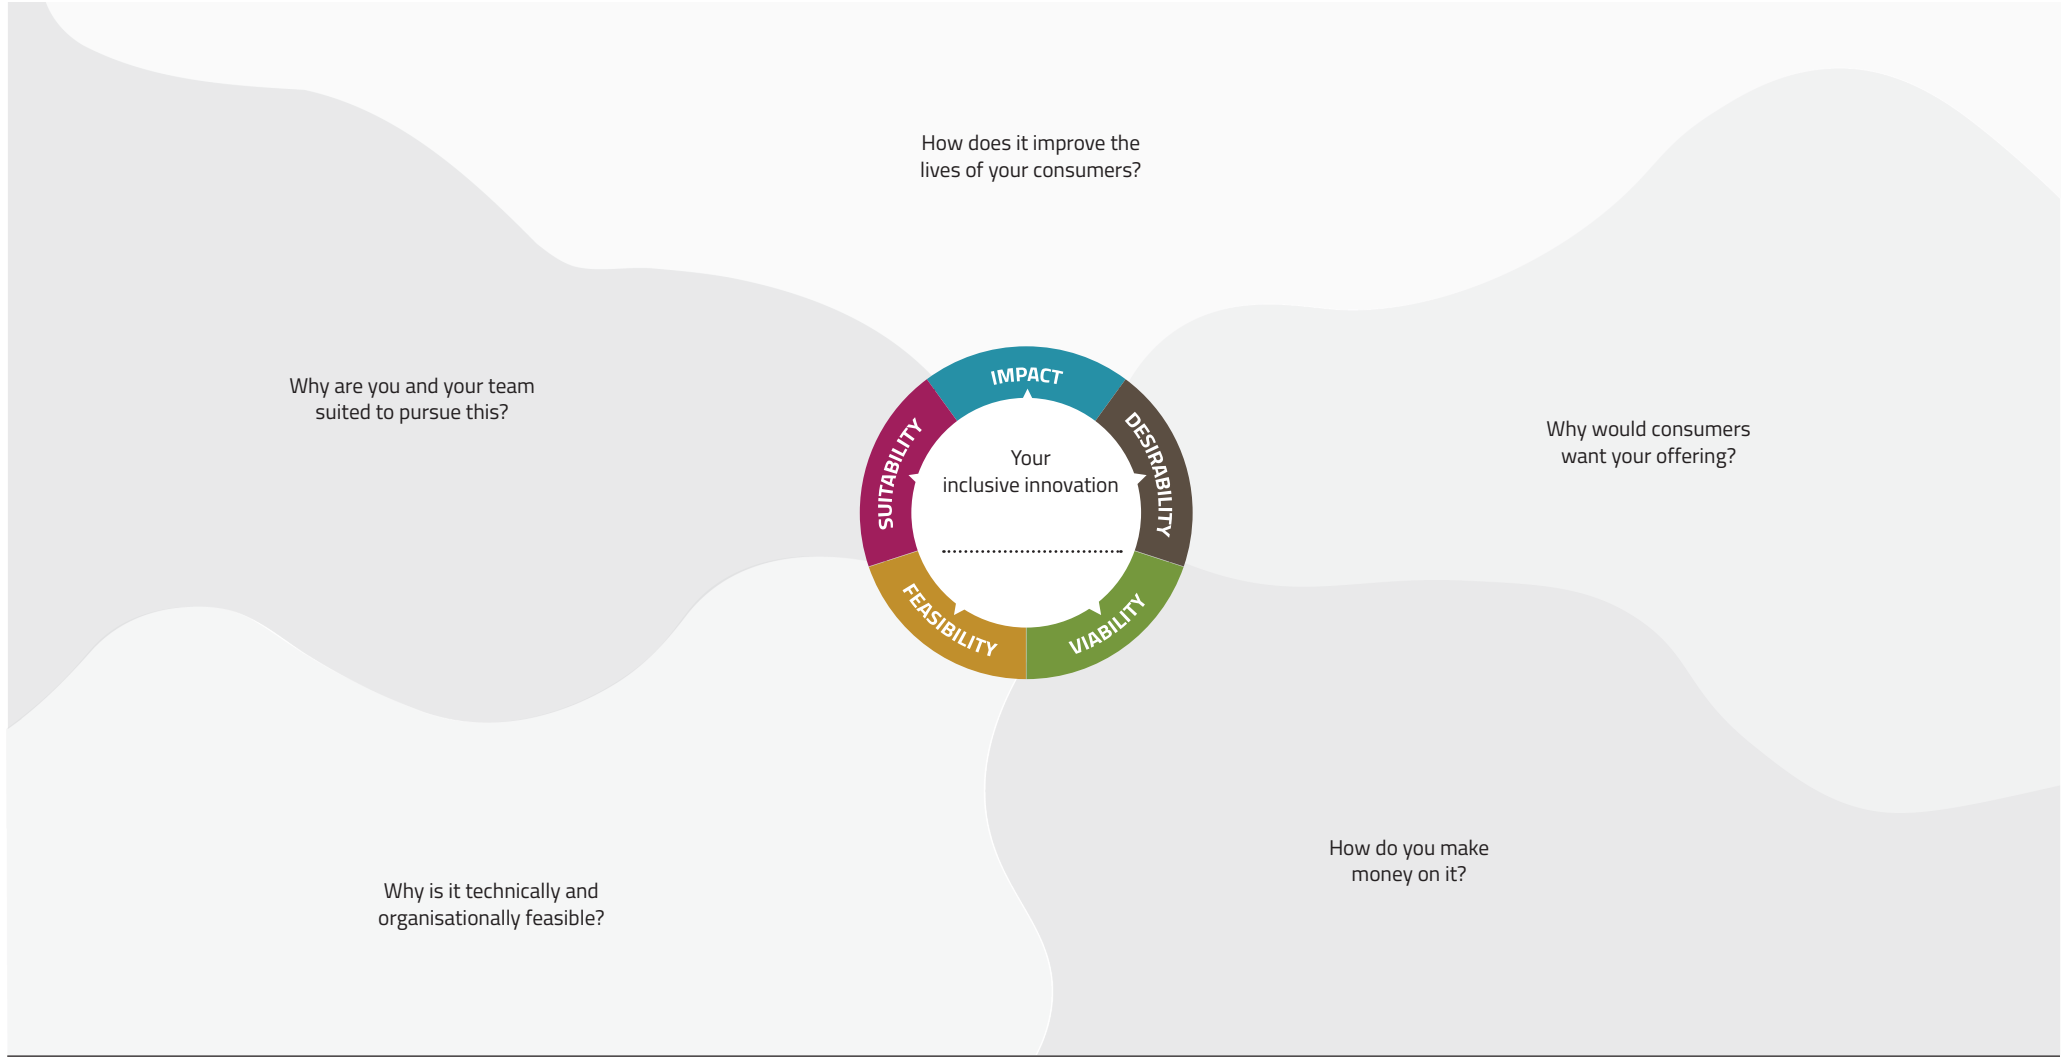 How does it improve the
lives of your consumers?
Why are you and your team
suited to pursue this?
IMPACT
DESIRABILITY
SUITABILITY
Your
inclusive innovation
Why would consumers
want your offering?
FEASIBILITY
VIABILITY
How do you make
money on it?
Why is it technically and
organisationally feasible?